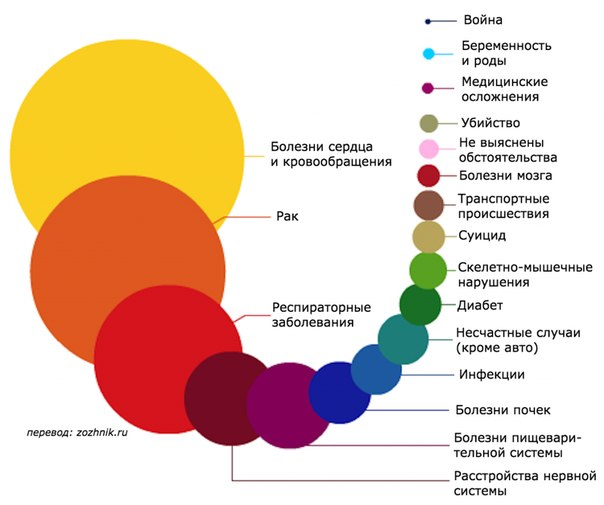 Война
Беременность
и роды
Медицинские
осложнения
Убийство
Не выяснены
обстоятельства
Болезни мозга
Транспортные
происшествия
Суицид
Скелетно-мышечные
нарушения
Диабет
Несчастные случаи
(кроме авто)
Инфекции
Болезни почек
Болезни пищевари-
тельной системы
Расстройства нервной
системы
Болезни сердца
и кровообращения
Рак
Респираторные
заболевания
перевод: zozhnik.ru